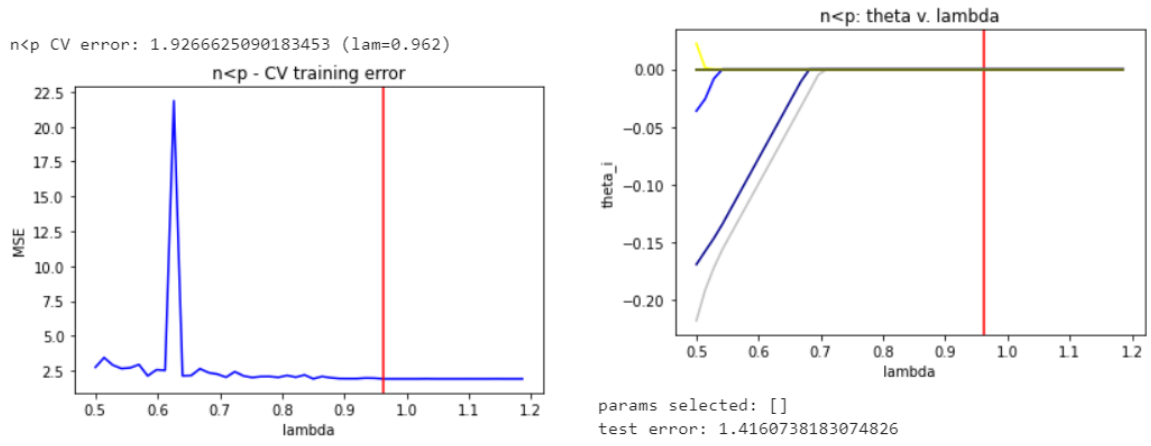 n<p CV error: 1.9266625090183453 (lam=0.962)
n<p - CV training error
22.5
20.0
17.5
15.0
12.5
10.0
7.5
5.0
2.5
MSE
0.5 0.6 0.7 0.8 0.9 1.0 1.1 1.2
lambda
n<p: theta v. lambda
0.00
−0.05
−0.10
−0.15
−0.20
theta_i
0.5 0.6 0.7 0.8 0.9 1.0 1.1 1.2
lambda
params selected: []
test error: 1.4160738183074826